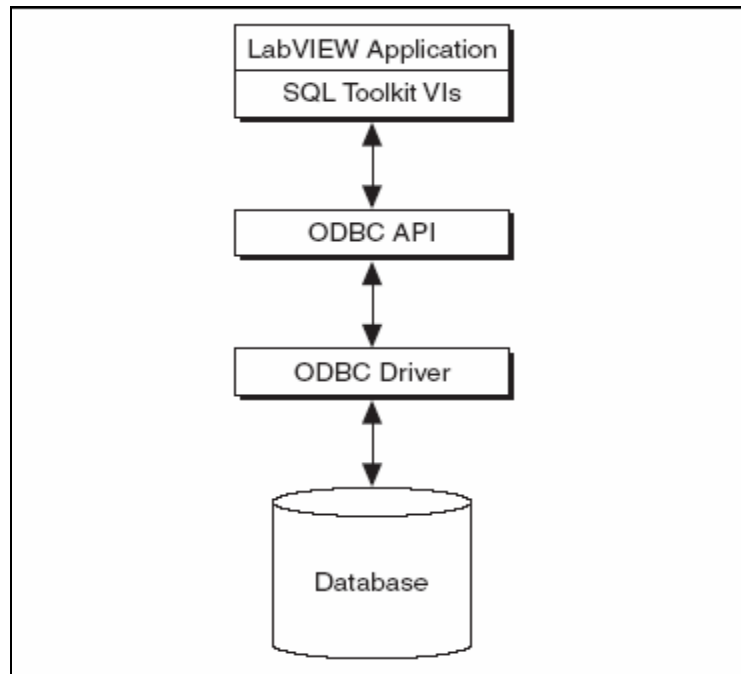 LabVIEW Application
SQL Toolkit VIs
ODBC API
ODBC Driver
Database